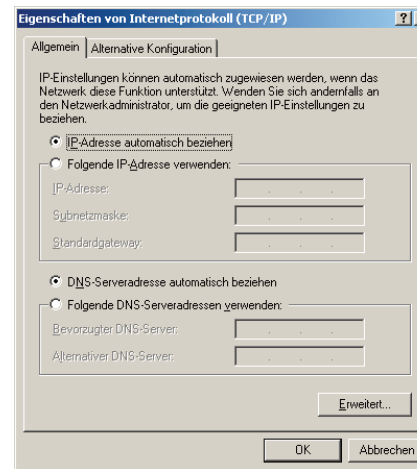 Eigenschaften von Internetprotokoll (TCP/IP)
Allgemein
Alternative Konfiguration
IP-Einstellungen können automatisch zugewiesen werden, wenn das
Netzwerk diese Funktion unterstützt. Wenden Sie sich andernfalls an
den Netzwerkadministrator, um die geeigneten IP-Einstellungen zu
beziehen.
IP-Adresse automatisch beziehen
Folgende IP-Adresse verwenden:
IP-Adresse:
Subnetzmaske:
Standardgateway:
DNS-Serveradresse automatisch beziehen
Folgende DNS-Serveradressen verwenden:
Bevorzugter DNS-Server:
Alternativer DNS-Server:
Erweitert...
OK
Abbrechen